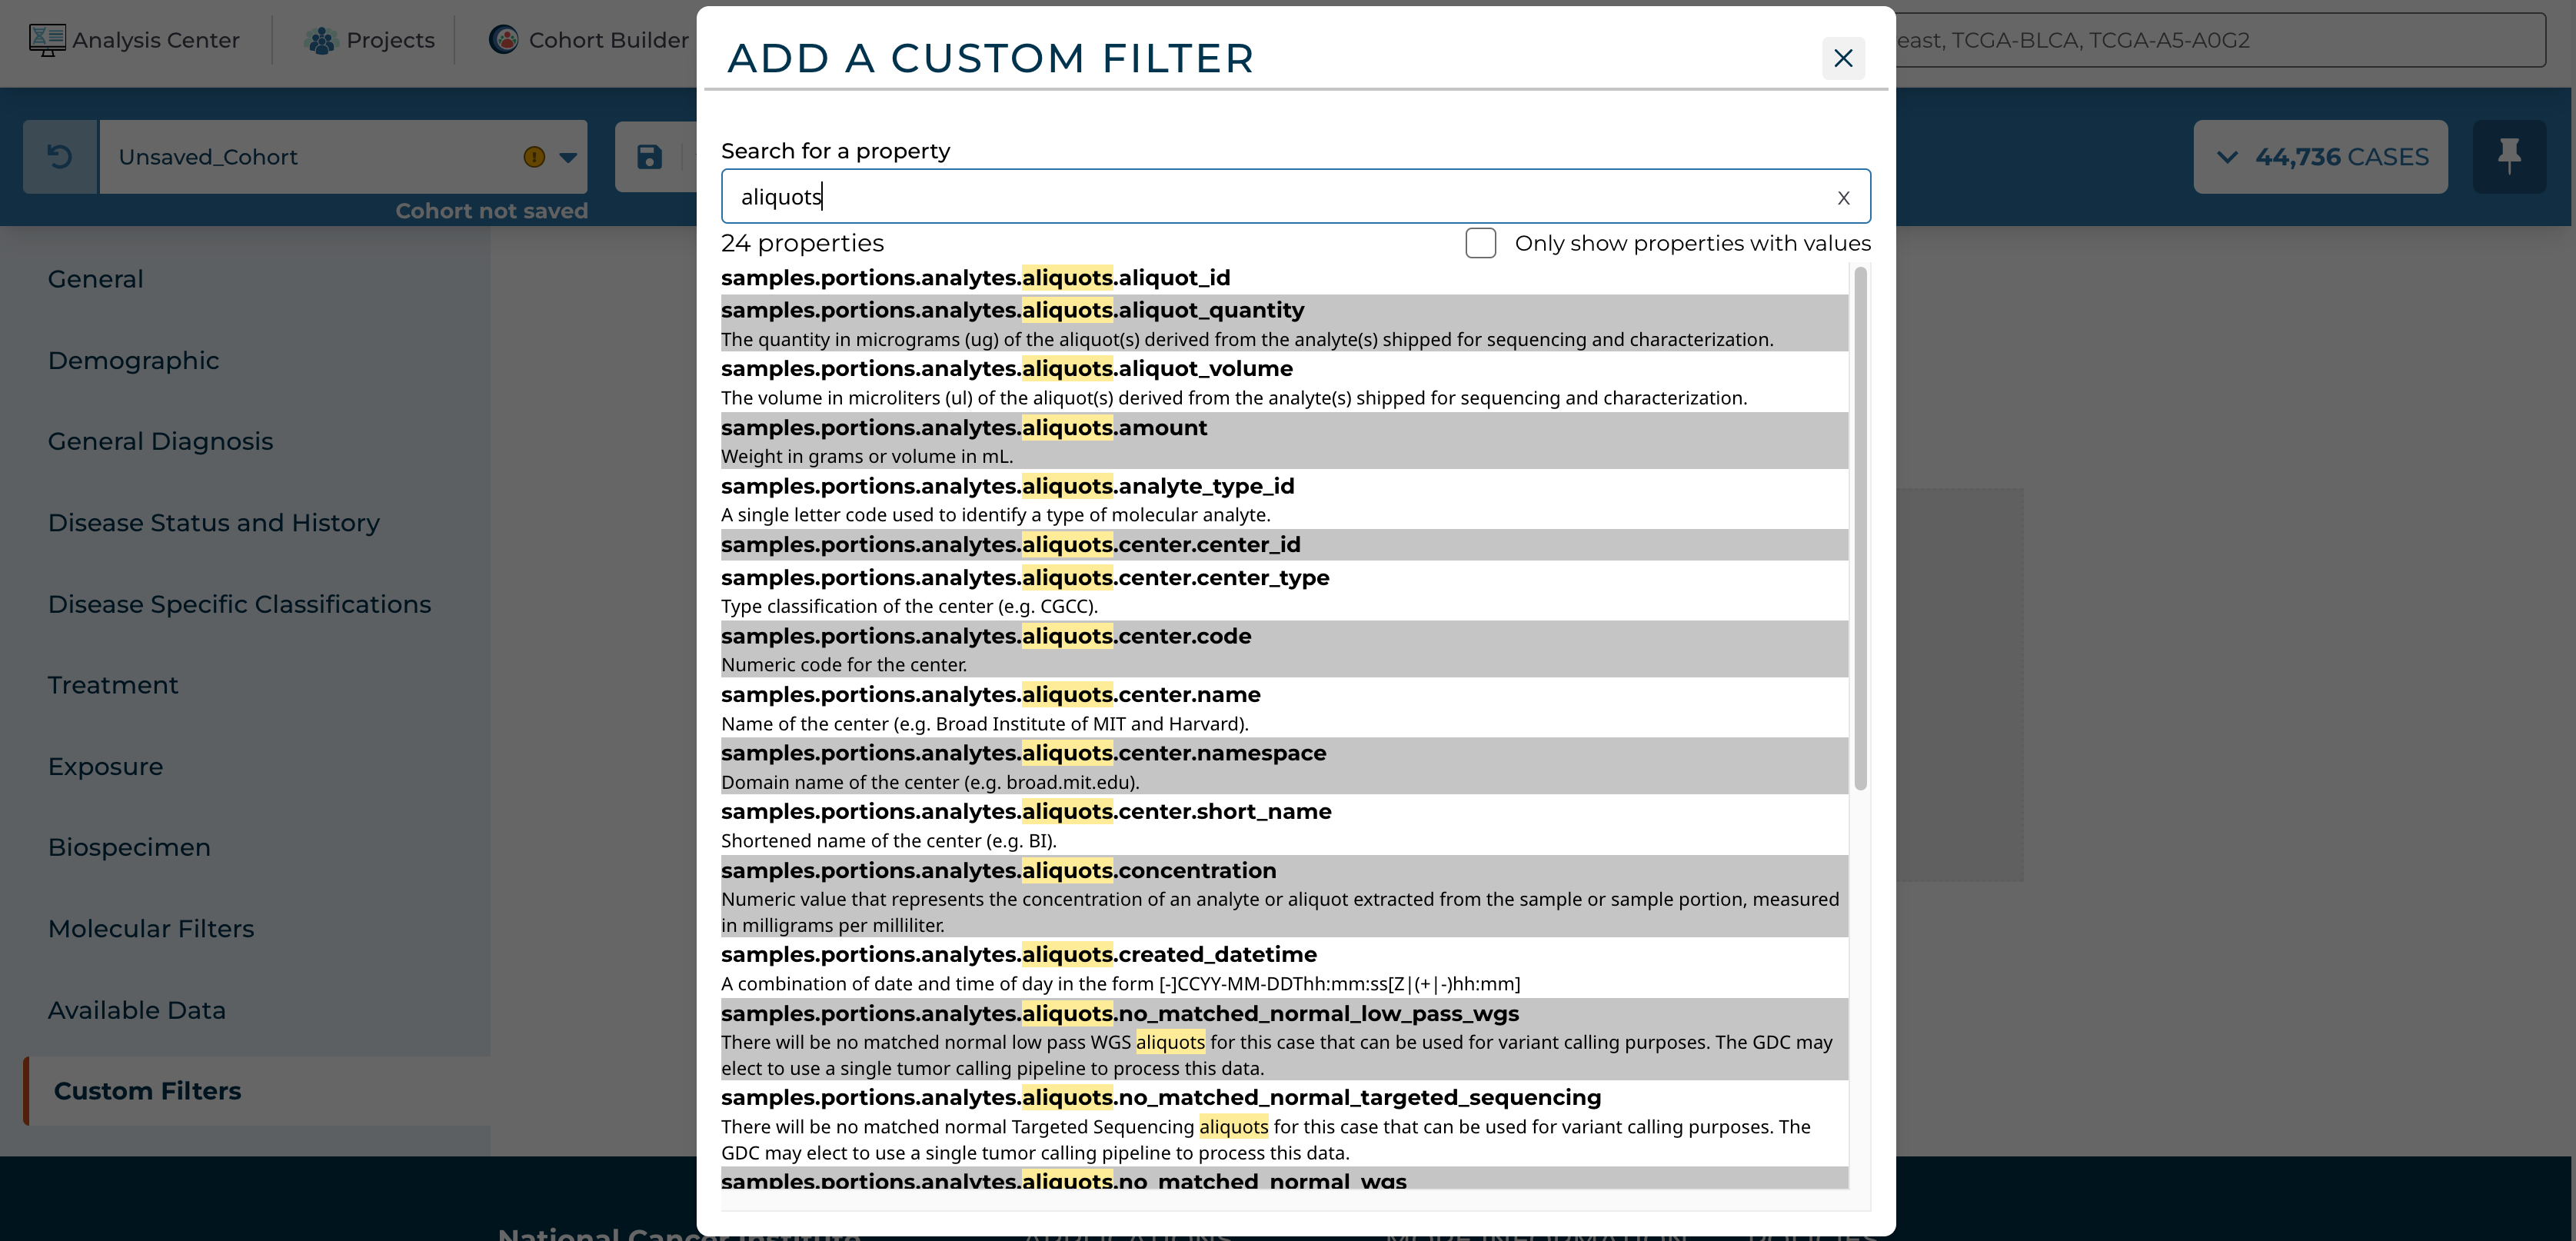 Analysis Center
Projects
Cohort Builder
ADD A CUSTOM FILTER
east, TCGA-BLCA, TCGA-A5-A0G2
Unsaved_Cohort
Cohort not saved
44,736 CASES
General
Demographic
General Diagnosis
Disease Status and History
Disease Specific Classifications
Treatment
Exposure
Biospecimen
Molecular Filters
Available Data
Custom Filters
Search for a property
aliquots
X
24 properties
Only show properties with values
samples.portions.analytes.aliquots.aliquot_id
samples.portions.analytes.aliquots.aliquot_quantity
The quantity in micrograms (ug) of the aliquot(s) derived from the analyte(s) shipped for sequencing and characterization.
samples.portions.analytes.aliquots.aliquot_volume
The volume in microliters (ul) of the aliquot(s) derived from the analyte(s) shipped for sequencing and characterization.
samples.portions.analytes.aliquots.amount
Weight in grams or volume in mL.
samples.portions.analytes.aliquots.analyte_type_id
A single letter code used to identify a type of molecular analyte.
samples.portions.analytes.aliquots.center.center_id
samples.portions.analytes.aliquots.center.center_type
Type classification of the center (e.g. CGCC).
samples.portions.analytes.aliquots.center.code
Numeric code for the center.
samples.portions.analytes.aliquots.center.name
Name of the center (e.g. Broad Institute of MIT and Harvard).
samples.portions.analytes.aliquots.center.namespace
Domain name of the center (e.g. broad.mit.edu).
samples.portions.analytes.aliquots.center.short_name
Shortened name of the center (e.g. BI).
samples.portions.analytes.aliquots.concentration
Numeric value that represents the concentration of an analyte or aliquot extracted from the sample or sample portion, measured
in milligrams per milliliter.
samples.portions.analytes.aliquots.created_datetime
A combination of date and time of day in the form [-]CCYY-MM-DDThh:mm:ss[Z|(+|-)hh:mm]
samples.portions.analytes.aliquots.no_matched_normal_low_pass_wgs
There will be no matched normal low pass WGS aliquots for this case that can be used for variant calling purposes. The GDC may
elect to use a single tumor calling pipeline to process this data.
samples.portions.analytes.aliquots.no_matched_normal_targeted_sequencing
There will be no matched normal Targeted Sequencing aliquots for this case that can be used for variant calling purposes. The
GDC may elect to use a single tumor calling pipeline to process this data.
samples.portions.analytes.aliquots.no_matched_normal_wgs
National Cancer Institute
APPLICATIONS
MORE INFORMATION
POLICIES